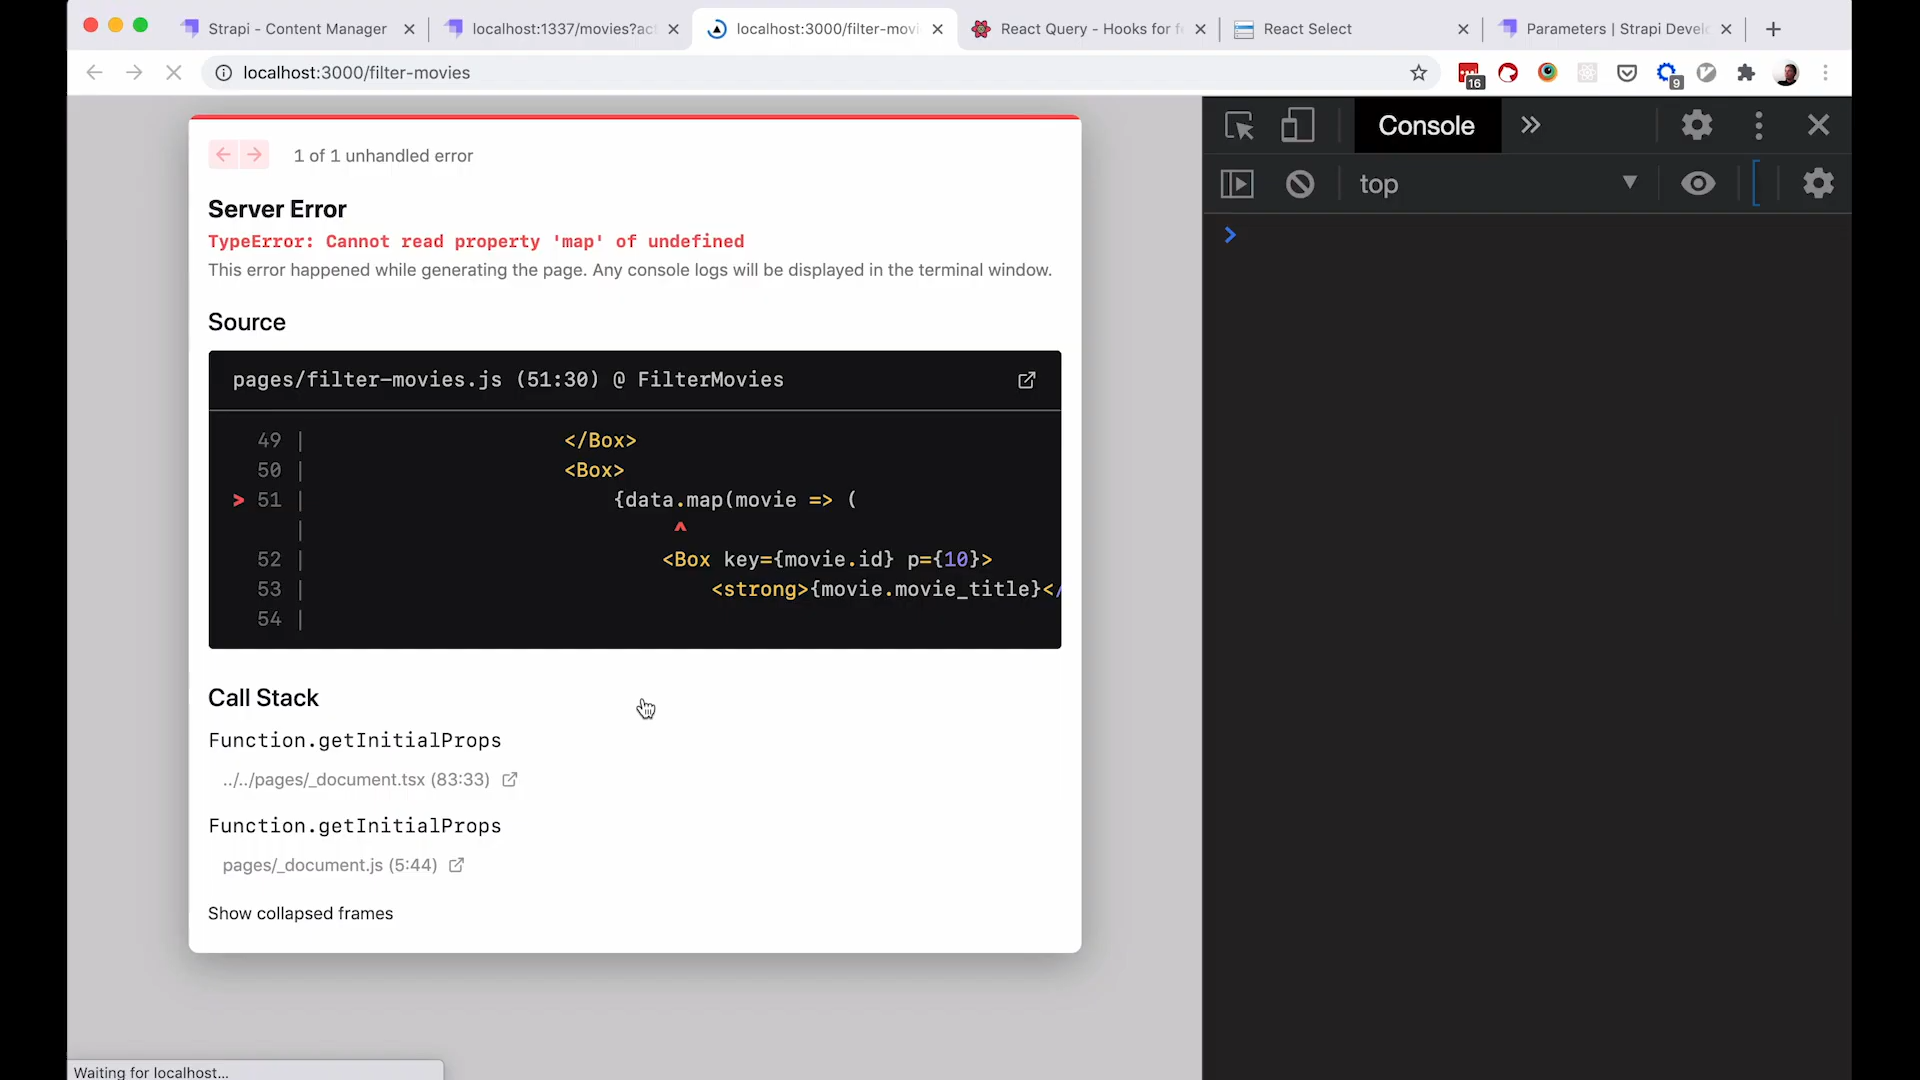 Strapi - Content Manager
localhost:1337/movies?ac
localhost:3000/filter-movi
React Query - Hooks for fe
React Select
Parameters | Strapi Develo
localhost:3000/filter-movies
16
9
1 of 1 unhandled error
Server Error
TypeError: Cannot read property 'map' of undefined
This error happened while generating the page. Any console logs will be displayed in the terminal window.
Source
pages/filter-movies.js (51:30) @ FilterMovies
49 | </Box>
50 | <Box>
> 51 | {data.map(movie => (
| ^
52 | <Box key={movie.id} p={10}>
53 | <strong>{movie.movie_title}</
54 |
Call Stack
Function.getInitialProps
../../pages/_document.tsx (83:33)
Function.getInitialProps
pages/_document.js (5:44)
Show collapsed frames
Waiting for localhost...
Console
top